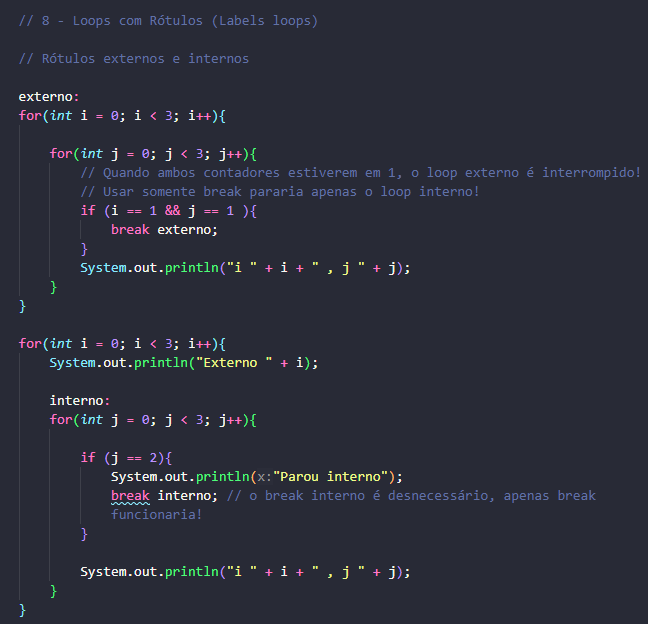 // 8 - Loops com Rótulos (Labels loops)
// Rótulos externos e internos
externo:
for(int i = 0; i < 3; i++){
for(int j = 0; j < 3; j++){
// Quando ambos contadores estiverem em 1, o loop externo é interrompido!
// Usar somente break pararia apenas o loop interno!
if (i == 1 && j == 1 ){
break externo;
}
System.out.println("i " + i + " , j " + j);
}
}
for(int i = 0; i < 3; i++){
System.out.println("Externo " + i);
interno:
for(int j = 0; j < 3; j++){
if (j == 2){
System.out.println(x:"Parou interno");
break interno; // o break interno é desnecessário, apenas break
funcionaria!
}
System.out.println("i " + i + " , j " + j);
}
}